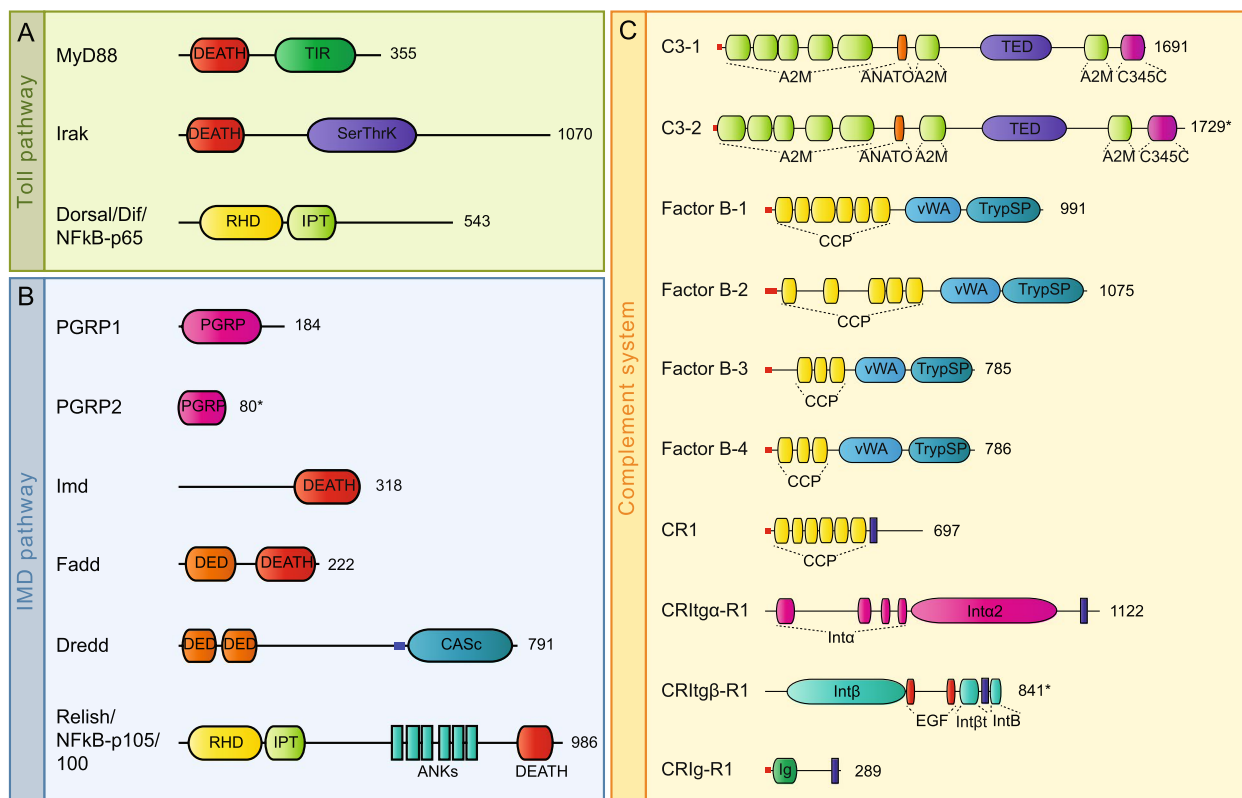 A
Toll pathway
MyD88
DEATH
TIR
355
Irak
DEATH
SerThrK
1070
Dorsal/Dif/
NFkB-p65
RHD
IPT
543
B
IMD pathway
PGRP1
PGRP
184
PGRP2
PGRP
80*
Imd
DEATH
318
Fadd
DED
DEATH
222
Dredd
DED
DED
CASc
791
Relish/
NFkB-p105/
100
RHD
IPT
ANKs
DEATH
986
C
Complement system
C3-1
TED
1691
A2M
ANATO
A2M
A2M
C345C
C3-2
TED
1729*
A2M
ANATO
A2M
A2M
C345C
Factor B-1
vWA
TrypSP
991
CCP
Factor B-2
vWA
TrypSP
1075
CCP
Factor B-3
vWA
TrypSP
785
CCP
Factor B-4
vWA
TrypSP
786
CCP
CR1
697
CCP
CRItgα-R1
Intα2
1122
Intα
CRItgβ-R1
Intβ
841*
EGF
Intβt
IntB
CRIg-R1
Ig
289